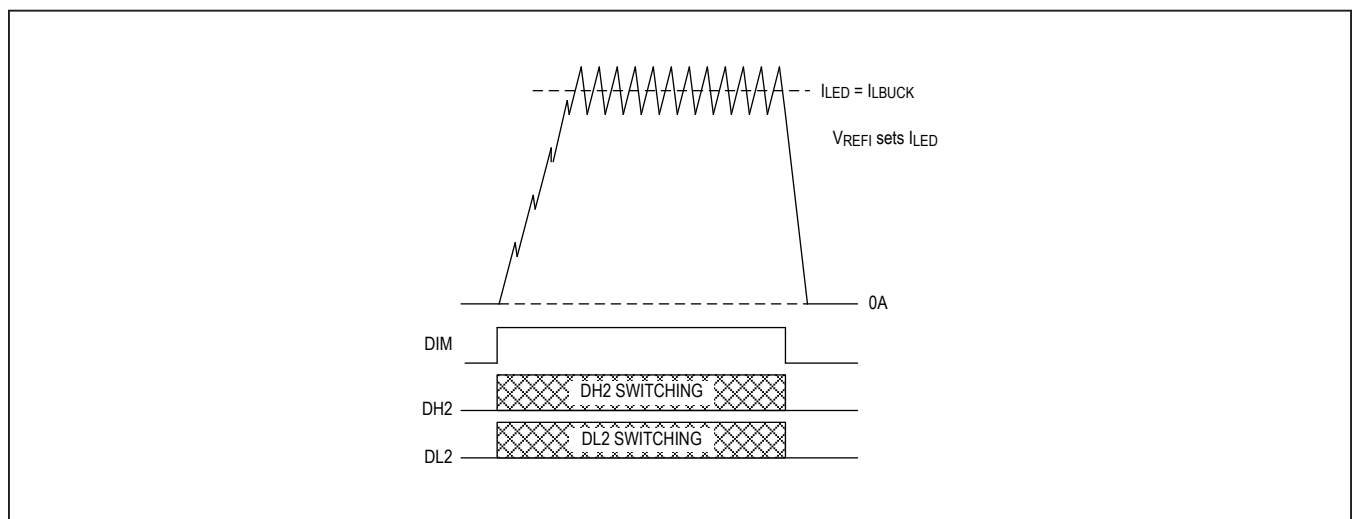 ILED = ILBUCK
VREFI sets ILED
0A
DIM
DH2 SWITCHING
DH2
DL2 SWITCHING
DL2